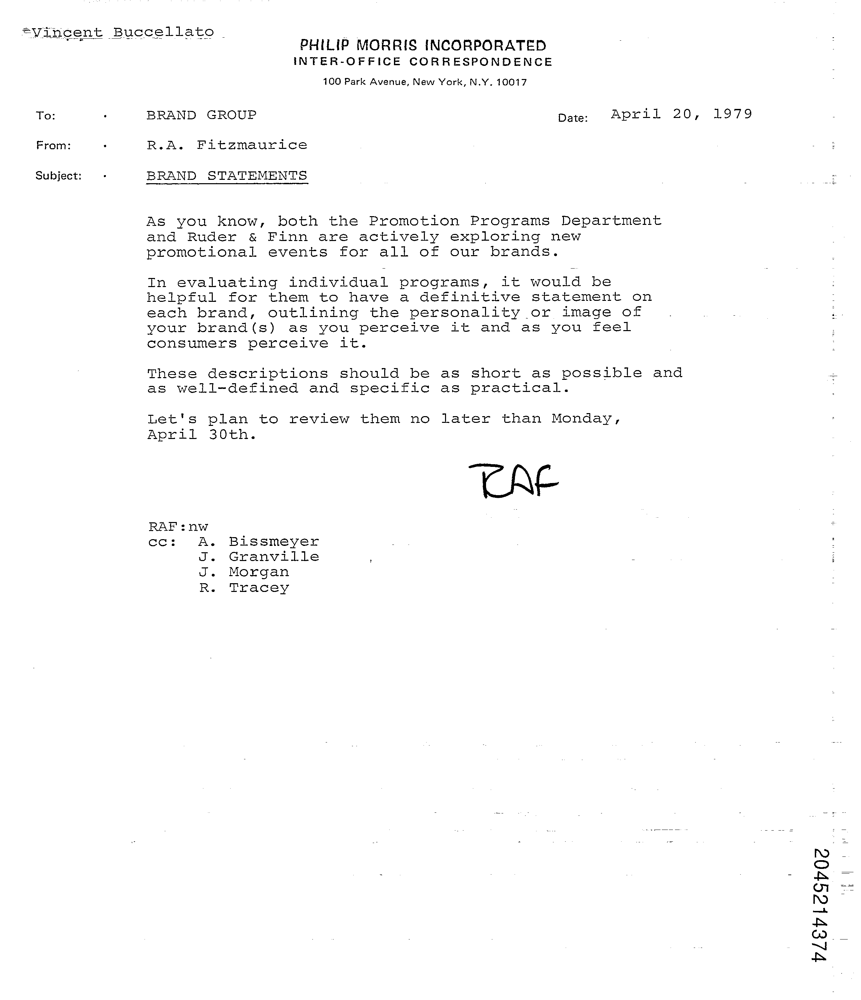 *Vincent Buccellato
PHILIP MORRIS INCORPORATED
INTER-OFFICE CORRESPONDENCE
100 Park Avenue, New York, N.Y. 10017
To: · BRAND GROUP Date: April 20, 1979
From: · R.A. Fitzmaurice
Subject: · BRAND STATEMENTS
As you know, both the Promotion Programs Department
and Ruder & Finn are actively exploring new
promotional events for all of our brands.
In evaluating individual programs, it would be
helpful for them to have a definitive statement on
each brand, outlining the personality or image of
your brand(s) as you perceive it and as you feel
consumers perceive it.
These descriptions should be as short as possible and
as well-defined and specific as practical.
Let's plan to review them no later than Monday,
April 30th.
RAF
RAF:nw
cc: A. Bissmeyer
J. Granville
J. Morgan
R. Tracey
2045214374